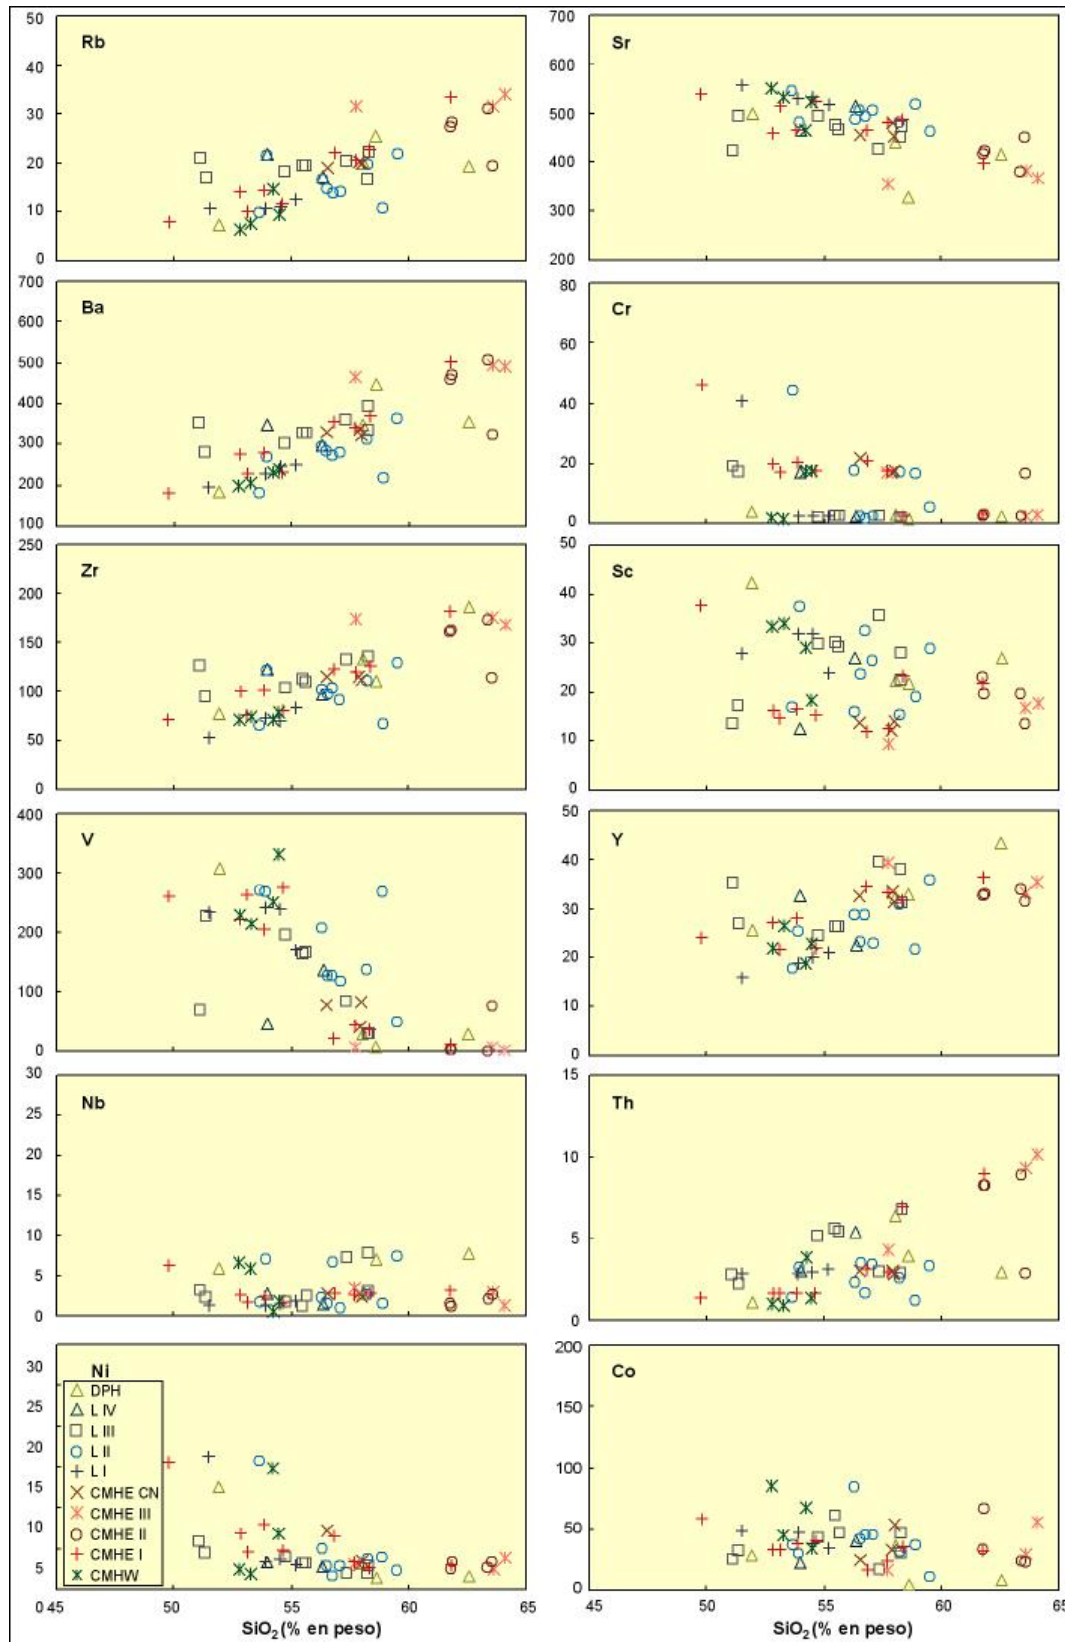 50 Rb 700 Sr
40 600
30 500
20 400
10 300
0 200
700 Ba 80 Cr
600
500 60
400 40
300
200 20
100 0
250 Zr 50 Sc
200 40
150 30
100 20
50 10
0 0
400 V 50 Y
300 40
200 30
20
100 10
0 0
30 Nb 15 Th
25
20 10
15
10 5
5
0 0
30 Ni 200 Co
25 150
20
15 100
10 50
5
0 45 50 55 60 65 0 45 50 55 60 65
DPH
L IV
L III
L II
L I
CMHE CN
CMHE III
CMHE II
CMHE I
CMHW
SiO2 (% en peso) SiO2 (% en peso)